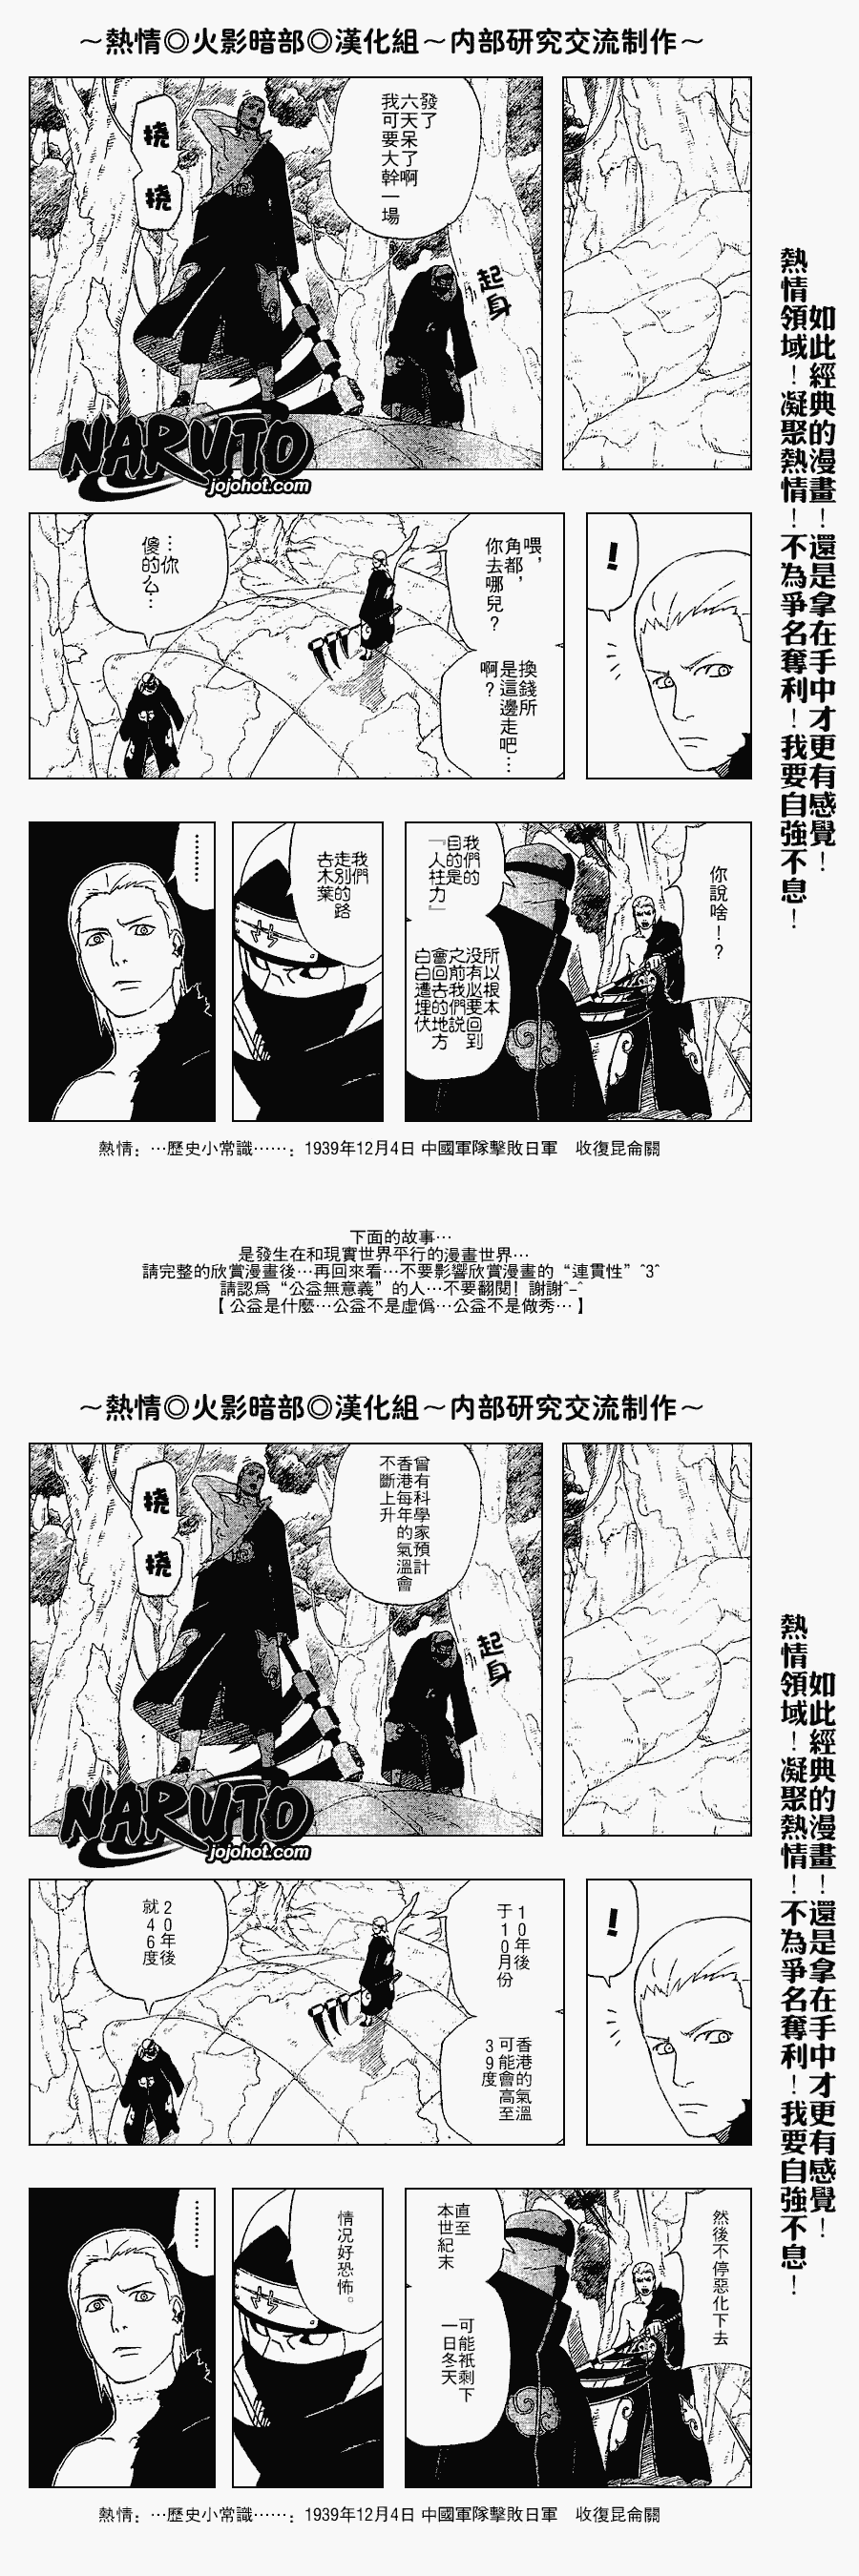 ～熱情◎火影暗部◎漢化組～内部研究交流制作～
如此經典的漫畫！還是拿在手中才更有感覺！
熱情領域！凝聚熱情！不為爭名奪利！我要自強不息！
發了
六天呆了啊
我可要大幹一場
撓
撓
起身
NARUTO
jojohot.com
！
喂，
角都，
你去哪兒？
換錢所
是這邊走吧…
啊？
…你
傻的么…
你說啥！？
我們的
目的是
『人柱力』
所以根本
没有必要回到
之前我們説
會回去的地方
白白遭埋伏
我們
走别的路
去木葉
………
熱情：…歷史小常識……：1939年12月4日 中國軍隊擊敗日軍　收復昆侖關
下面的故事…
是發生在和現實世界平行的漫畫世界…
請完整的欣賞漫畫後…再回來看…不要影響欣賞漫畫的“連貫性”^3^
請認爲“公益無意義”的人…不要翻閱！謝謝^-^
【 公益是什麼…公益不是虛僞…公益不是做秀… 】
～熱情◎火影暗部◎漢化組～内部研究交流制作～
如此經典的漫畫！還是拿在手中才更有感覺！
熱情領域！凝聚熱情！不為爭名奪利！我要自強不息！
曾有科學家預計
香港每年的氣溫會
不斷上升
撓
撓
起身
NARUTO
jojohot.com
！
10年後
于10月份
香港的氣溫
可能會高至
39度
20年後
就46度
然後不停惡化下去
直至
本世紀末
可能衹剩下
一日冬天
情况好恐怖。
………
熱情：…歷史小常識……：1939年12月4日 中國軍隊擊敗日軍　收復昆侖關